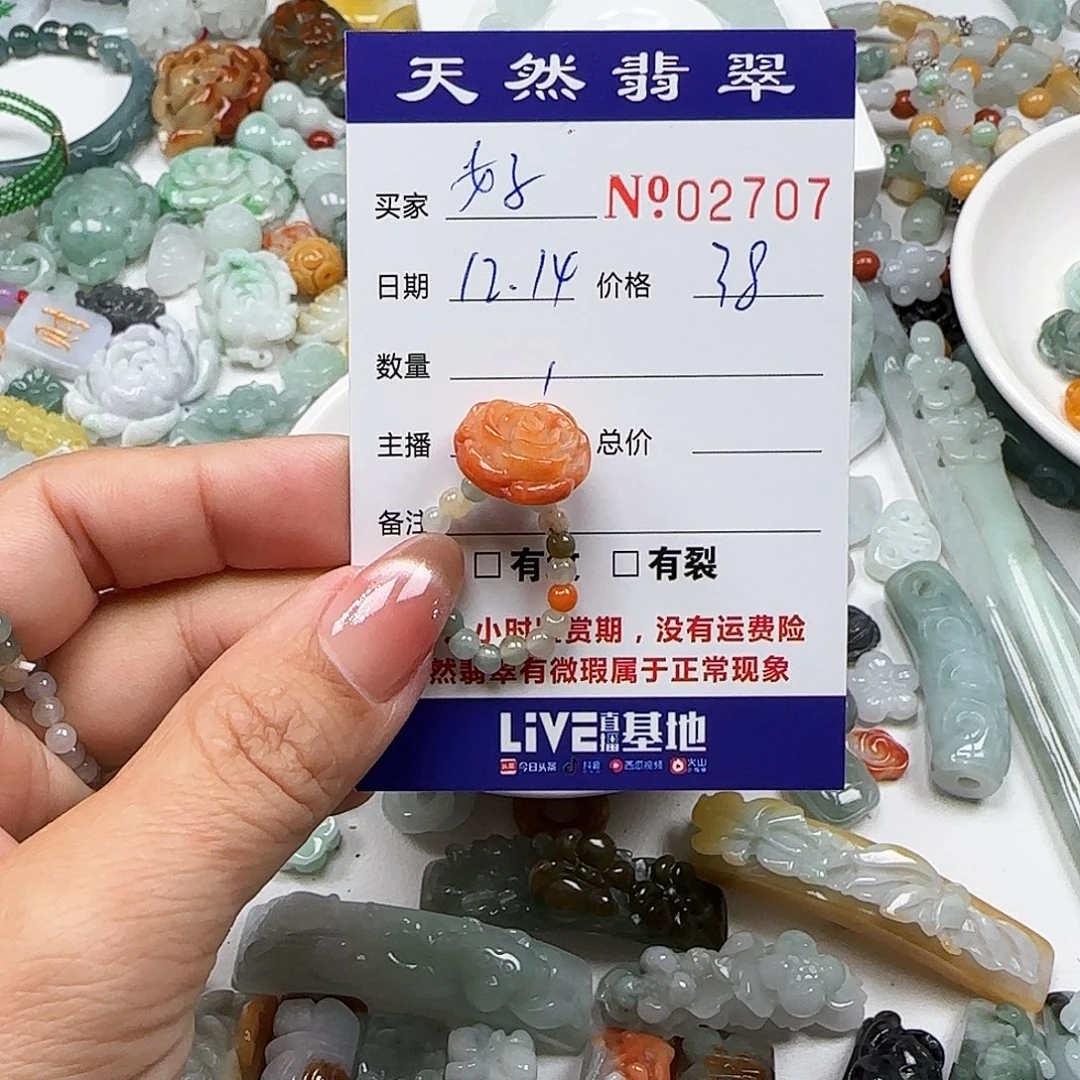 天然翡翠
买家 No02707
日期 12.14 价格 38
数量 1
主播 总价
备注
□ 有 □ 有裂
小时 赏期，没有运费险
然翡翠有微瑕属于正常现象
LiVE直播基地
头条 今日头条 抖音 西瓜视频 火山